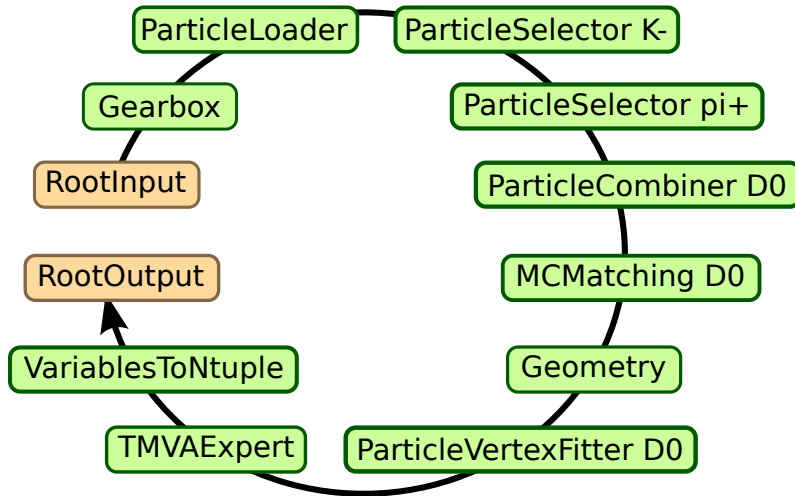 ParticleLoader
ParticleSelector K-
Gearbox
ParticleSelector pi+
RootInput
ParticleCombiner D0
RootOutput
MCMatching D0
VariablesToNtuple
Geometry
TMVAExpert
ParticleVertexFitter D0